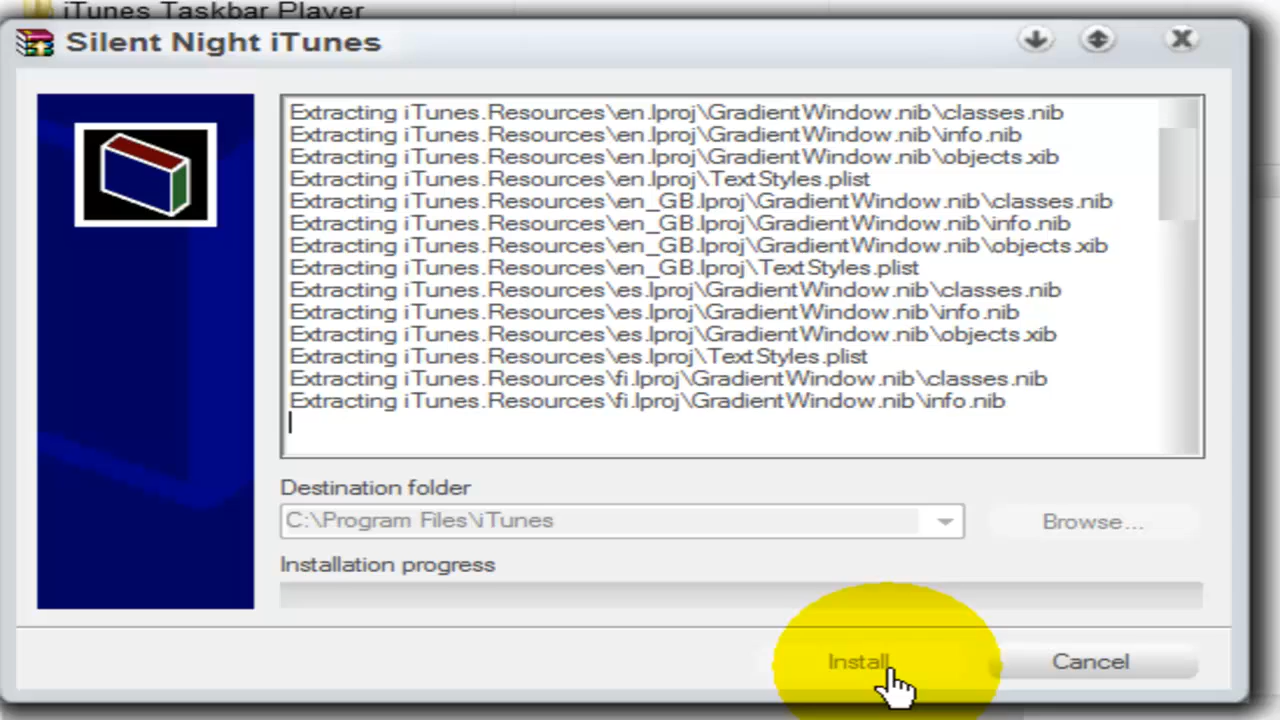 iTunes Taskbar Player
Silent Night iTunes
Extracting iTunes.Resources\en.lproj\GradientWindow.nib\classes.nib
Extracting iTunes.Resources\en.lproj\GradientWindow.nib\info.nib
Extracting iTunes.Resources\en.lproj\GradientWindow.nib\objects.xib
Extracting iTunes.Resources\en.lproj\TextStyles.plist
Extracting iTunes.Resources\en_GB.lproj\GradientWindow.nib\classes.nib
Extracting iTunes.Resources\en_GB.lproj\GradientWindow.nib\info.nib
Extracting iTunes.Resources\en_GB.lproj\GradientWindow.nib\objects.xib
Extracting iTunes.Resources\en_GB.lproj\TextStyles.plist
Extracting iTunes.Resources\es.lproj\GradientWindow.nib\classes.nib
Extracting iTunes.Resources\es.lproj\GradientWindow.nib\info.nib
Extracting iTunes.Resources\es.lproj\GradientWindow.nib\objects.xib
Extracting iTunes.Resources\es.lproj\TextStyles.plist
Extracting iTunes.Resources\fi.lproj\GradientWindow.nib\classes.nib
Extracting iTunes.Resources\fi.lproj\GradientWindow.nib\info.nib
Destination folder
C:\Program Files\iTunes
Browse...
Installation progress
Install
Cancel